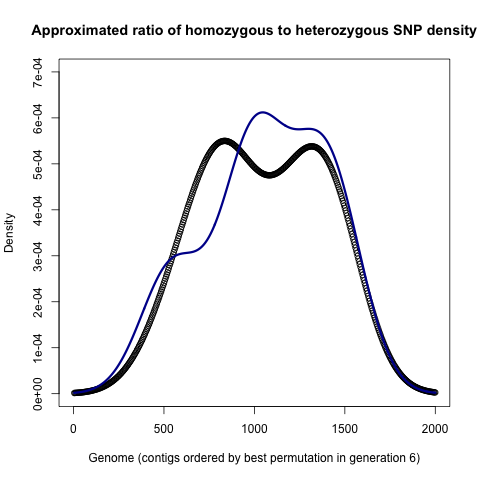 Approximated ratio of homozygous to heterozygous SNP density
7e-04
6e-04
5e-04
4e-04
3e-04
2e-04
1e-04
0e+00
Density
0 500 1000 1500 2000
Genome (contigs ordered by best permutation in generation 6)